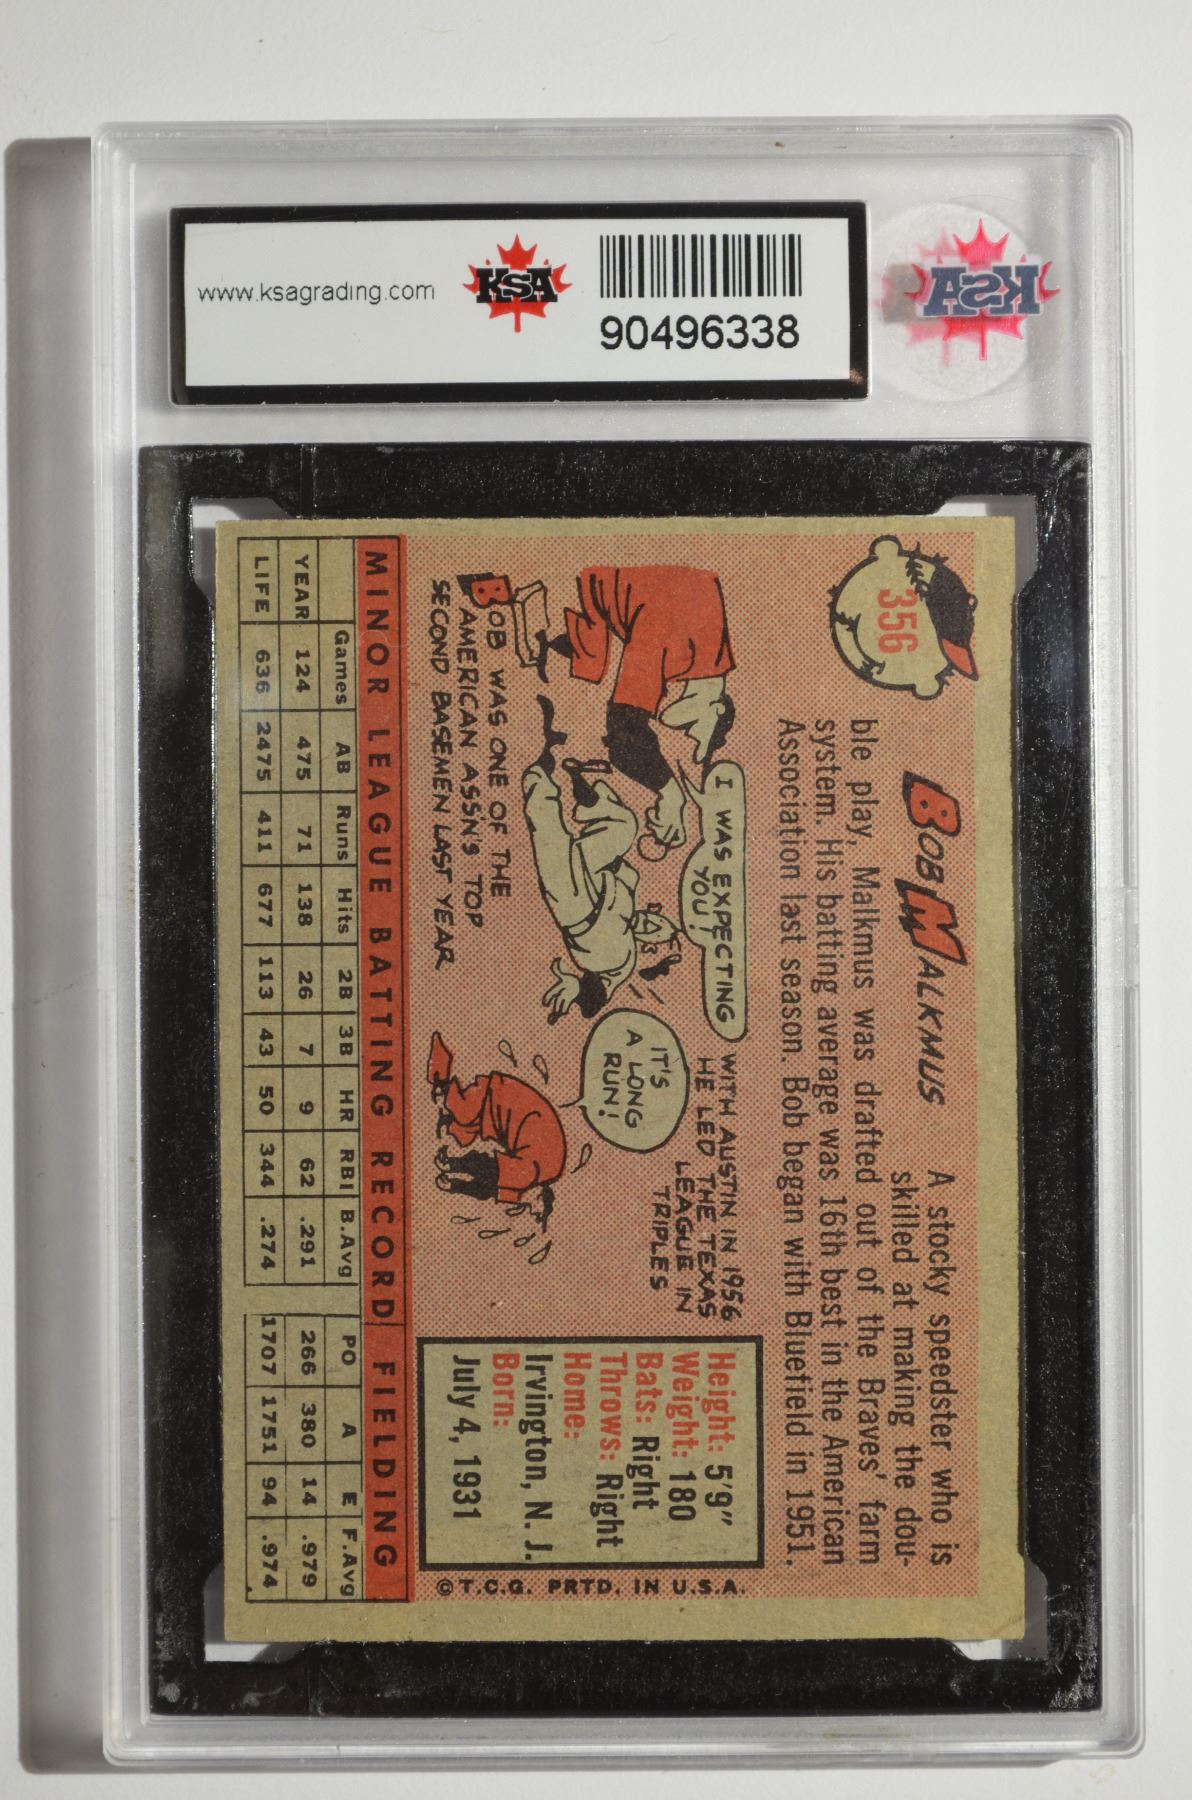 www.ksagrading.com
KSA
90496338
KSA
356
BOB MALKMUS
A stocky speedster who is
skilled at making the dou-
ble play, Malkmus was drafted out of the Braves' farm
system. His batting average was 16th best in the American
Association last season. Bob began with Bluefield in 1951.
I WAS EXPECTING
YOU!
BOB WAS ONE OF THE
AMERICAN ASS'N'S TOP
SECOND BASEMEN LAST YEAR
WITH AUSTIN IN 1956
HE LED THE TEXAS
LEAGUE IN
TRIPLES
IT'S
A LONG
RUN!
Height: 5'9"
Weight: 180
Bats: Right
Throws: Right
Home:
Irvington, N. J.
Born:
July 4, 1931
© T.C.G. PRTD. IN U.S.A.
MINOR LEAGUE BATTING RECORD FIELDING
Games AB Runs Hits 2B 3B HR RBI B.Avg PO A E F.Avg
YEAR 124 475 71 138 26 7 9 62 .291 266 380 14 .979
LIFE 636 2475 411 677 113 43 50 344 .274 1707 1751 94 .974